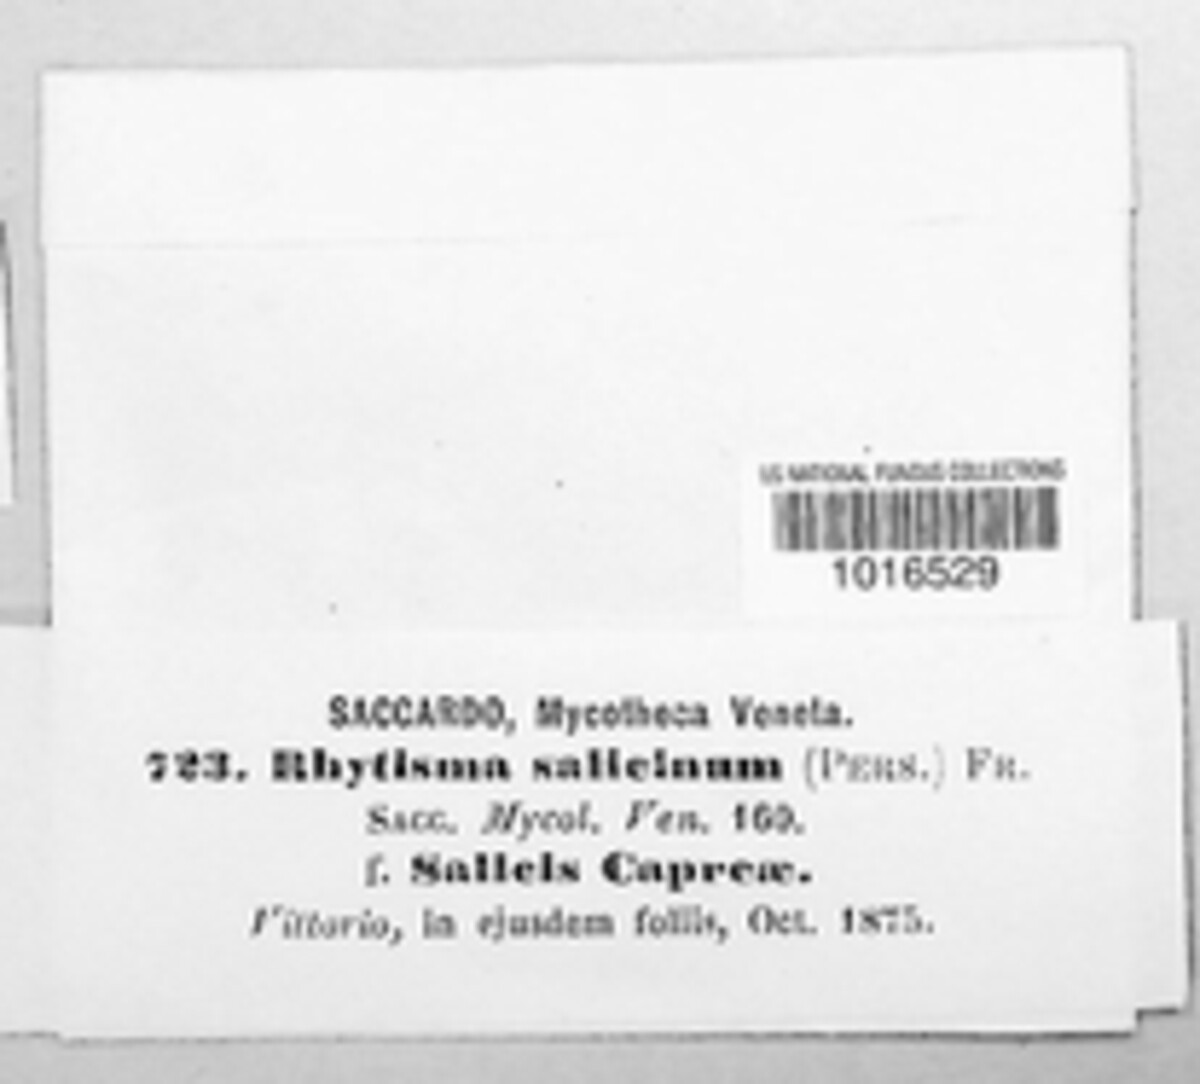 US NATIONAL FUNGUS COLLECTIONS
1016529
SACCARDO, Mycotheca Veneta.
723. Rhytisma salicinum (PERS.) FR.
SACC. Mycol. Ven. 160.
f. Salicis Capreæ.
Vittorio, in ejusdem foliis, Oct. 1875.